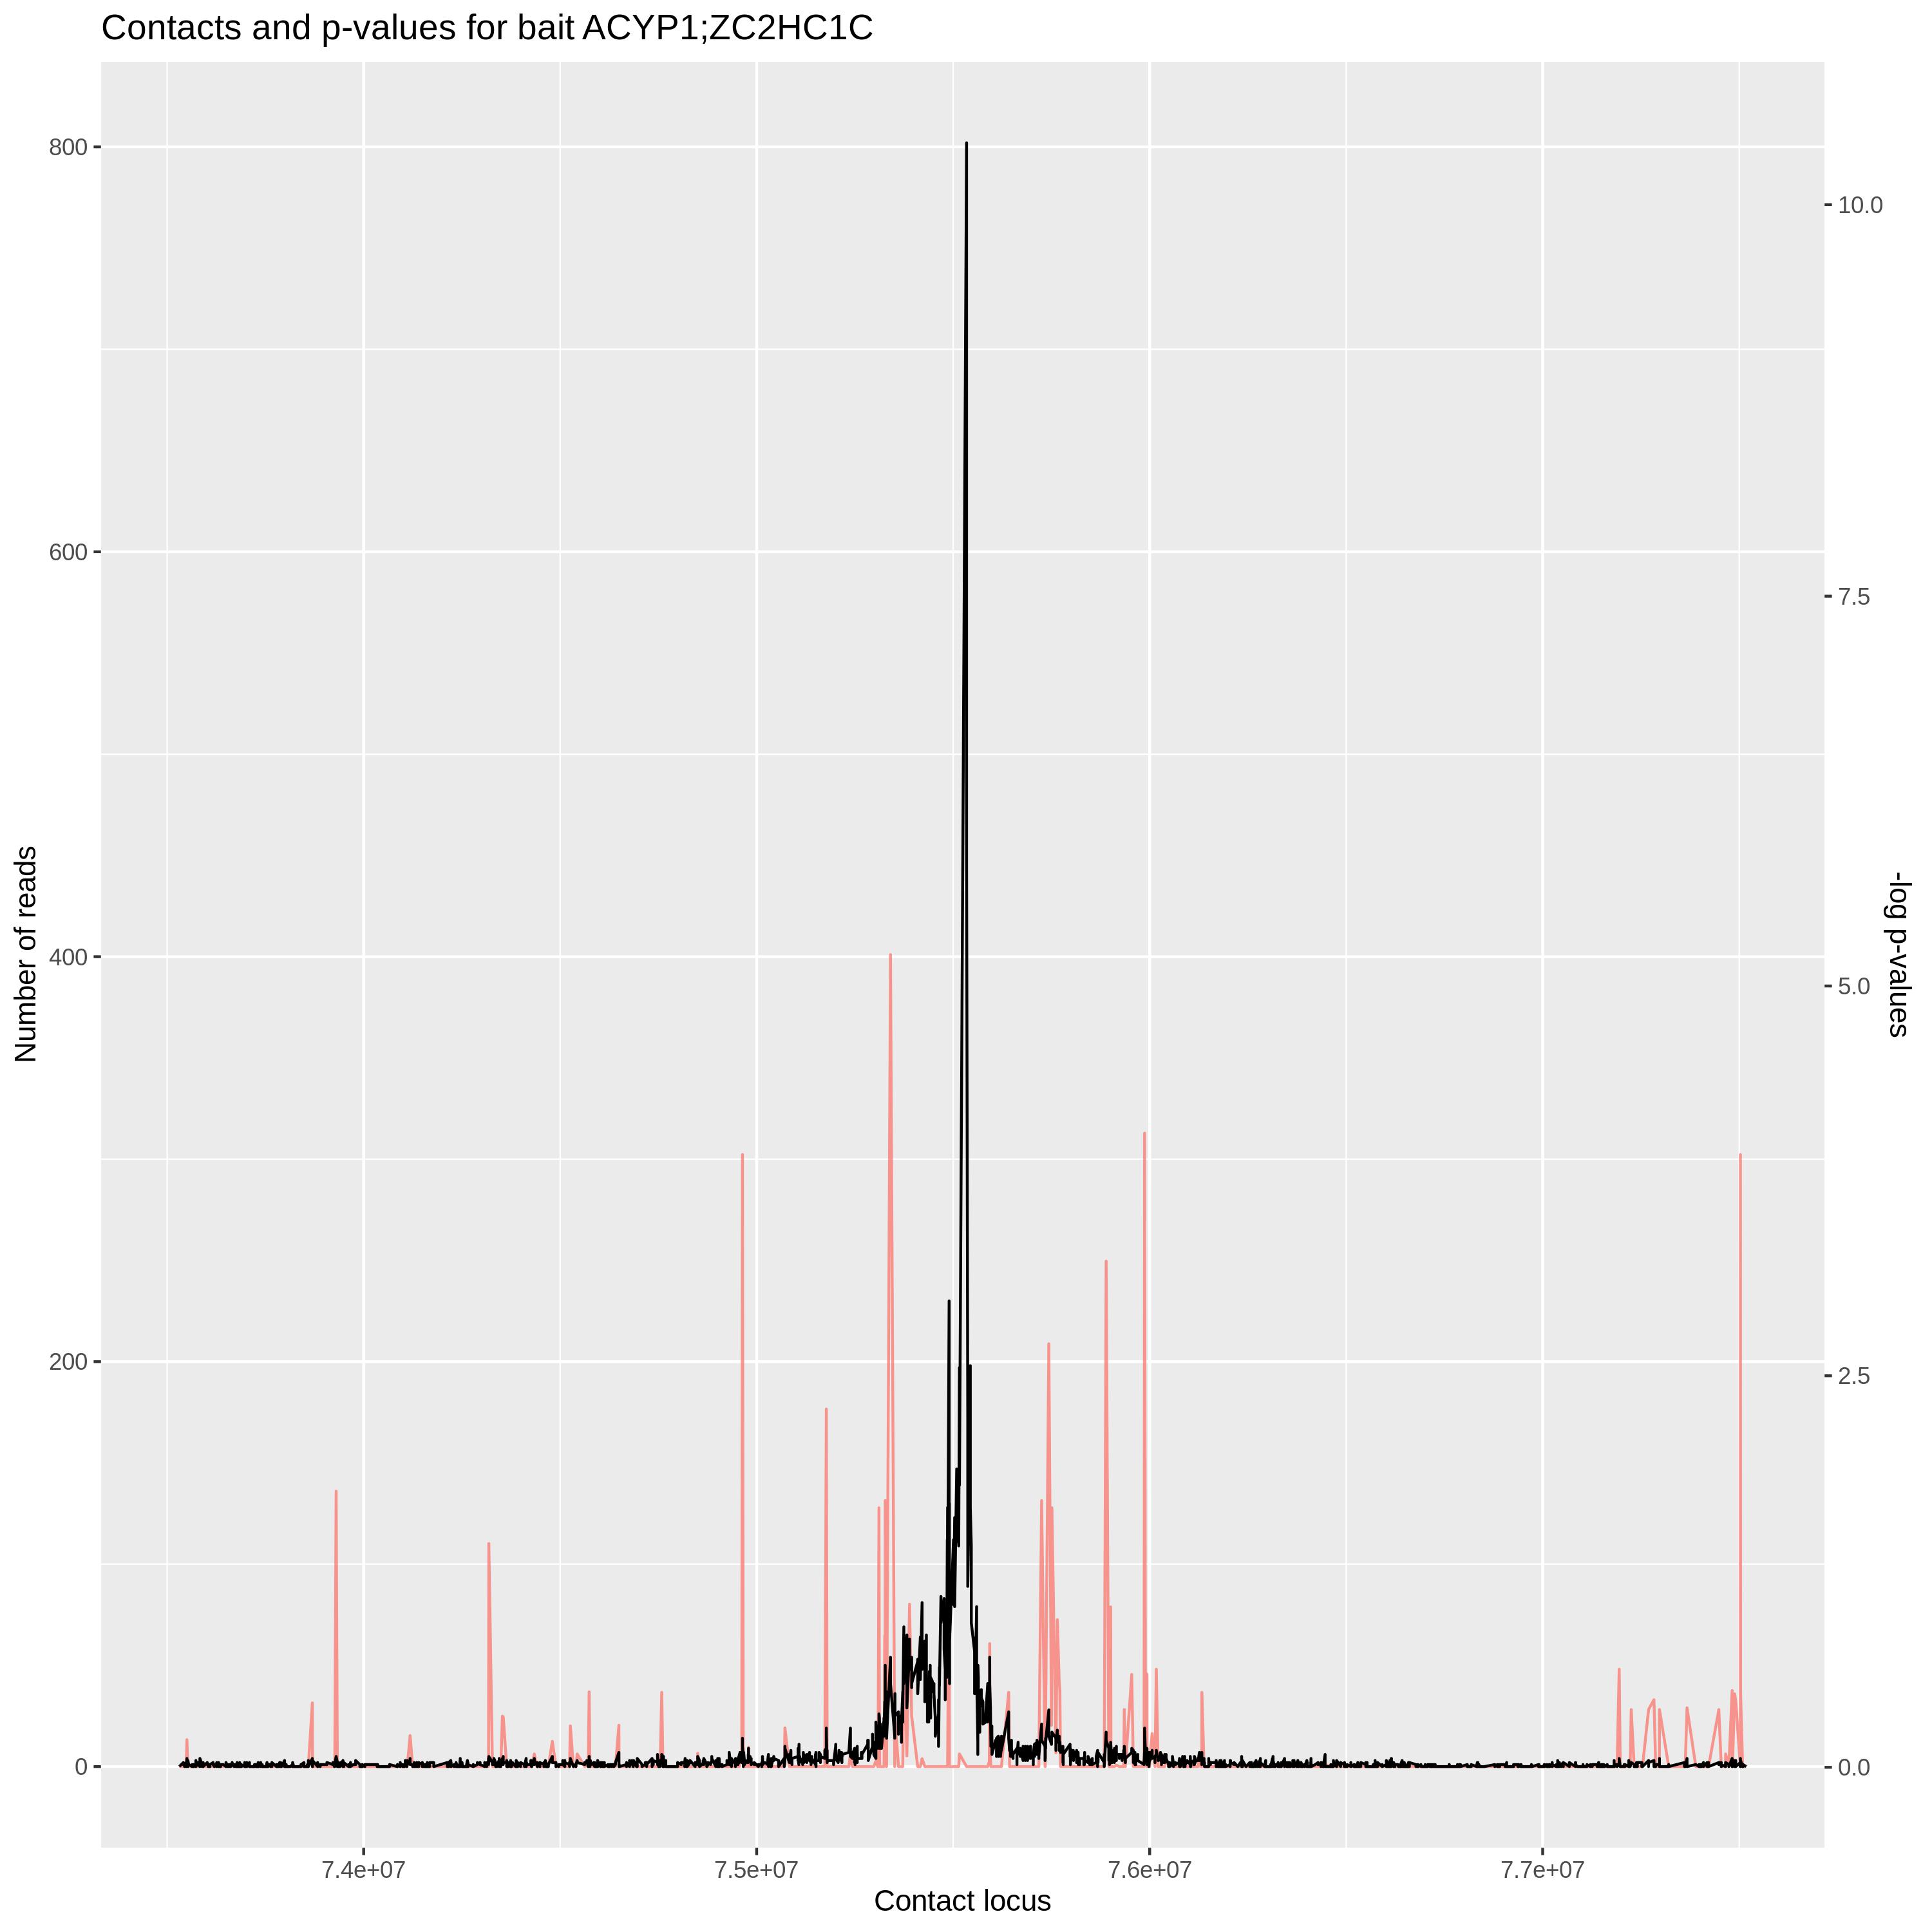 Contacts and p-values for bait ACYP1;ZC2HC1C
800
600
400
200
0
Number of reads
10.0
7.5
5.0
2.5
0.0
-log p-values
7.4e+07 7.5e+07 7.6e+07 7.7e+07
Contact locus